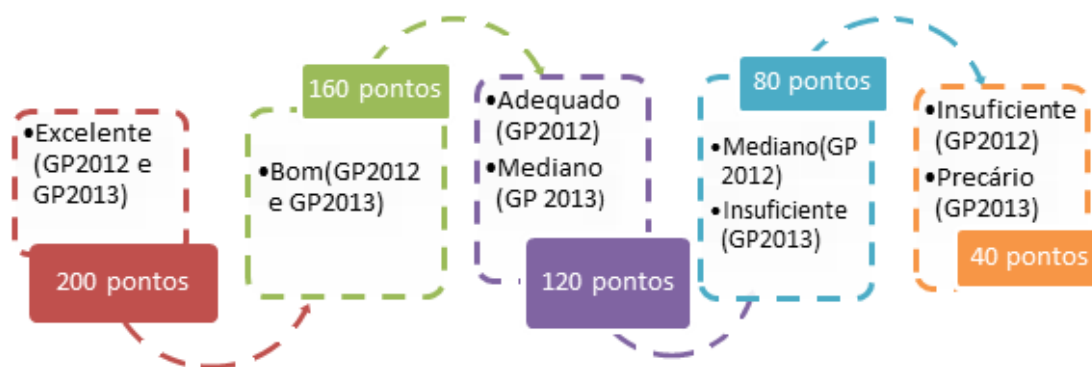 •Excelente
(GP2012 e
GP2013)
200 pontos
160 pontos
•Bom(GP2012
e GP2013)
•Adequado
(GP2012)
•Mediano
(GP 2013)
120 pontos
80 pontos
•Mediano(GP
2012)
•Insuficiente
(GP2013)
•Insuficiente
(GP2012)
•Precário
(GP2013)
40 pontos